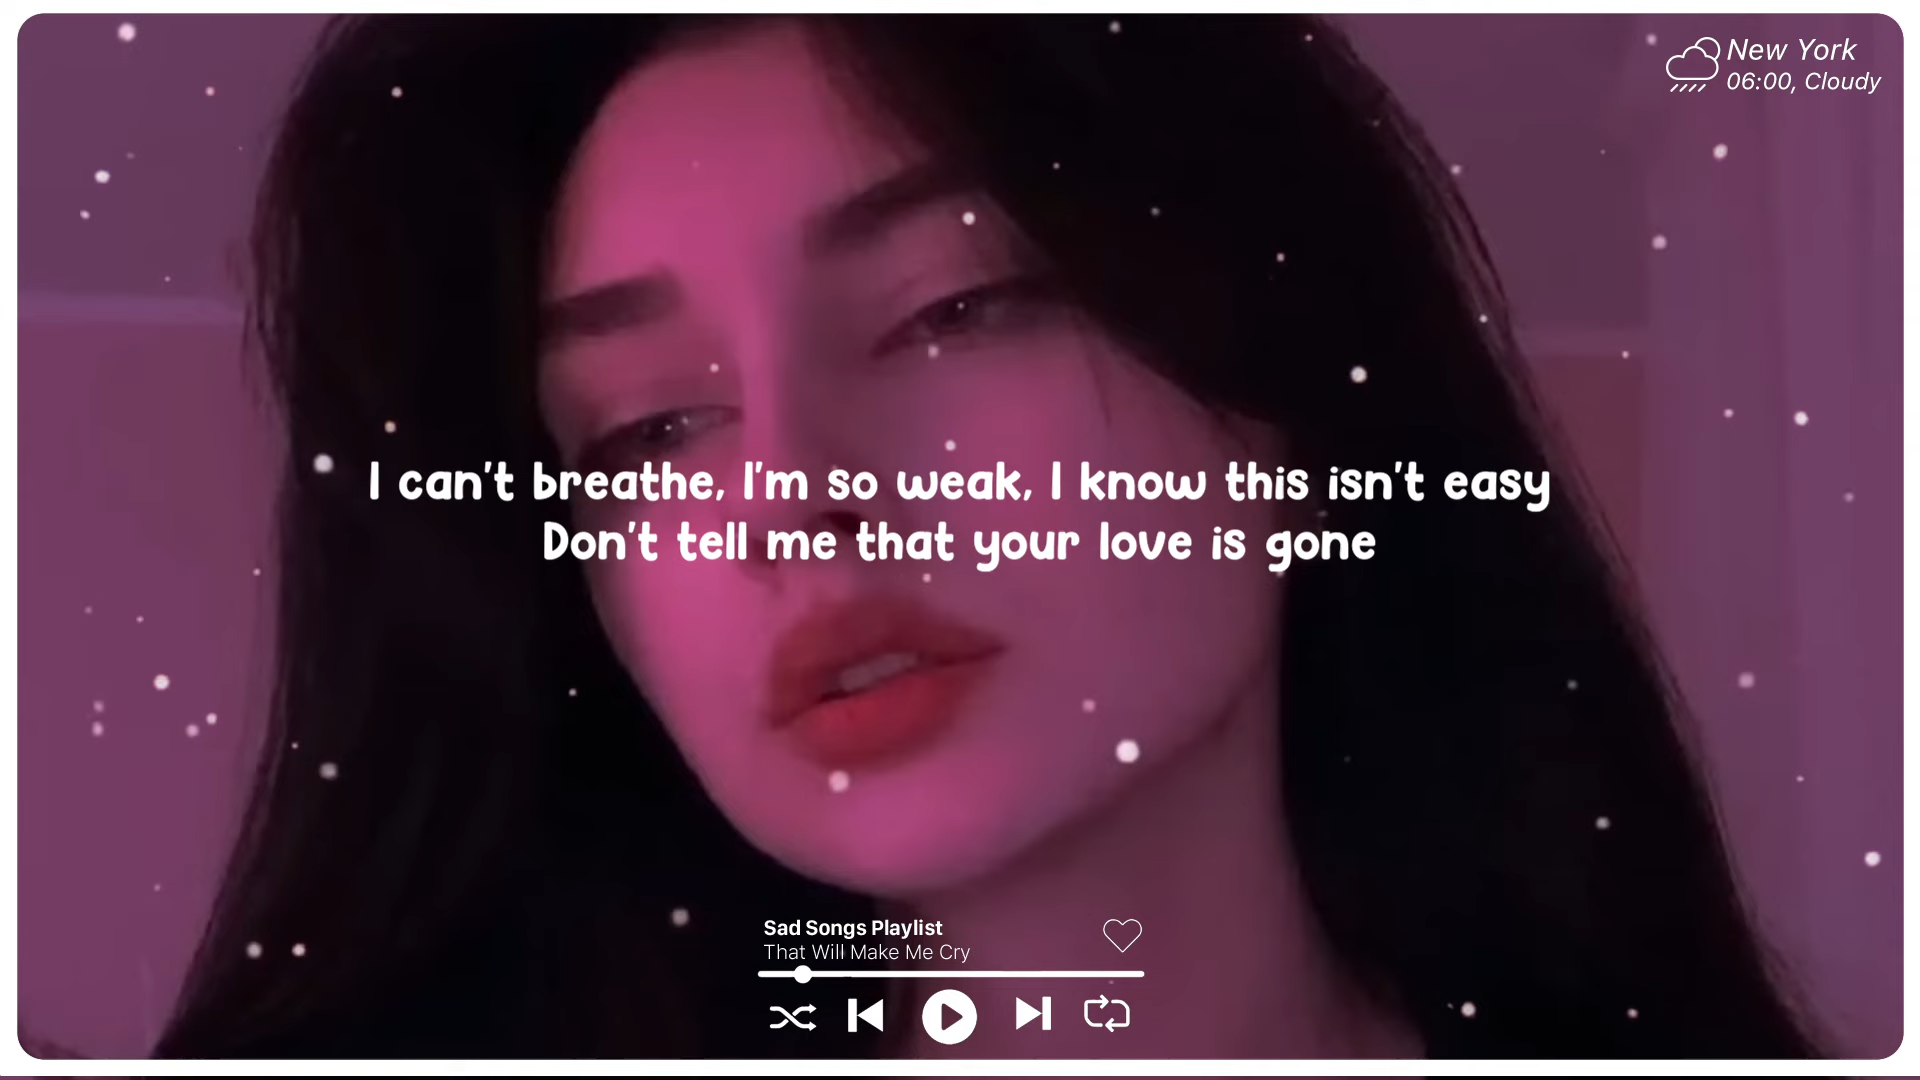 New York
06:00, Cloudy
I can't breathe, I'm so weak, I know this isn't easy
Don't tell me that your love is gone
Sad Songs Playlist
That Will Make Me Cry